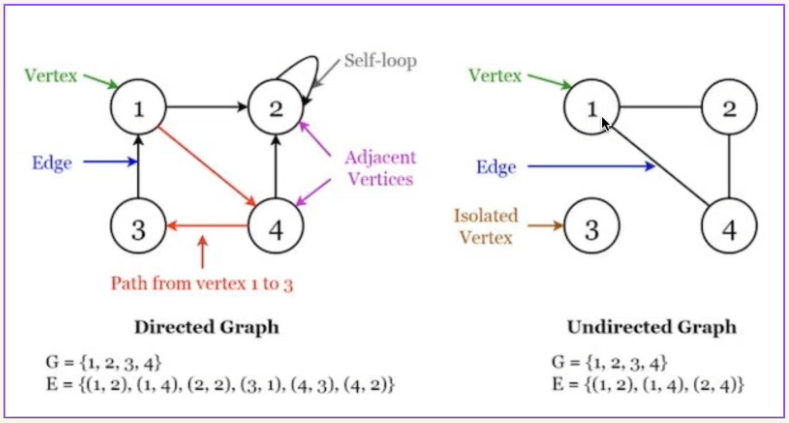 Vertex
1
2
Self-loop
Edge
Adjacent
Vertices
3
4
Path from vertex 1 to 3
Directed Graph
G = {1, 2, 3, 4}
E = {(1, 2), (1, 4), (2, 2), (3, 1), (4, 3), (4, 2)}
Vertex
1
2
Edge
Isolated
Vertex
3
4
Undirected Graph
G = {1, 2, 3, 4}
E = {(1, 2), (1, 4), (2, 4)}